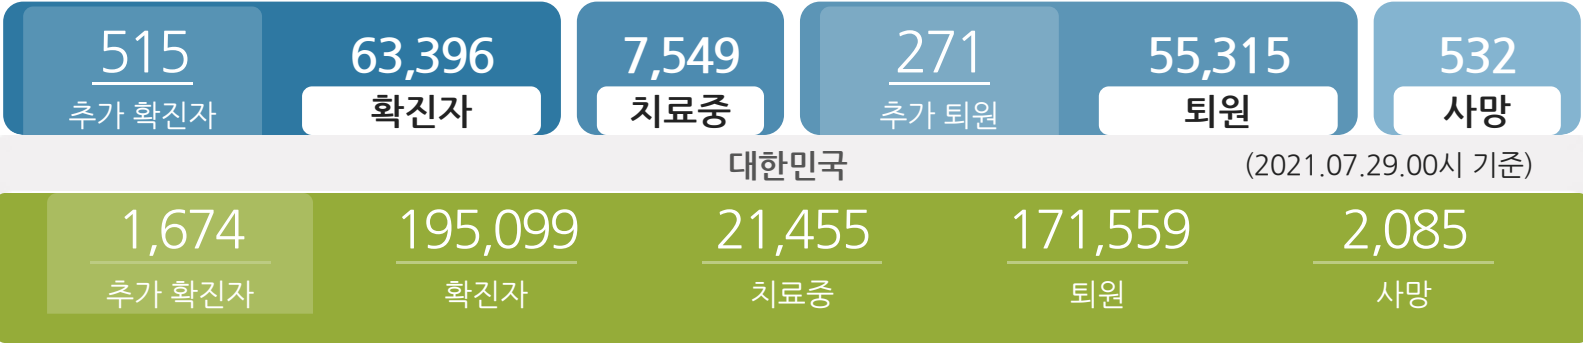 515 63,396 7,549 271 55,315 532
추가 확진자 확진자 치료중 추가 퇴원 퇴원 사망
대한민국 (2021.07.29.00시 기준)
1,674 195,099 21,455 171,559 2,085
추가 확진자 확진자 치료중 퇴원 사망